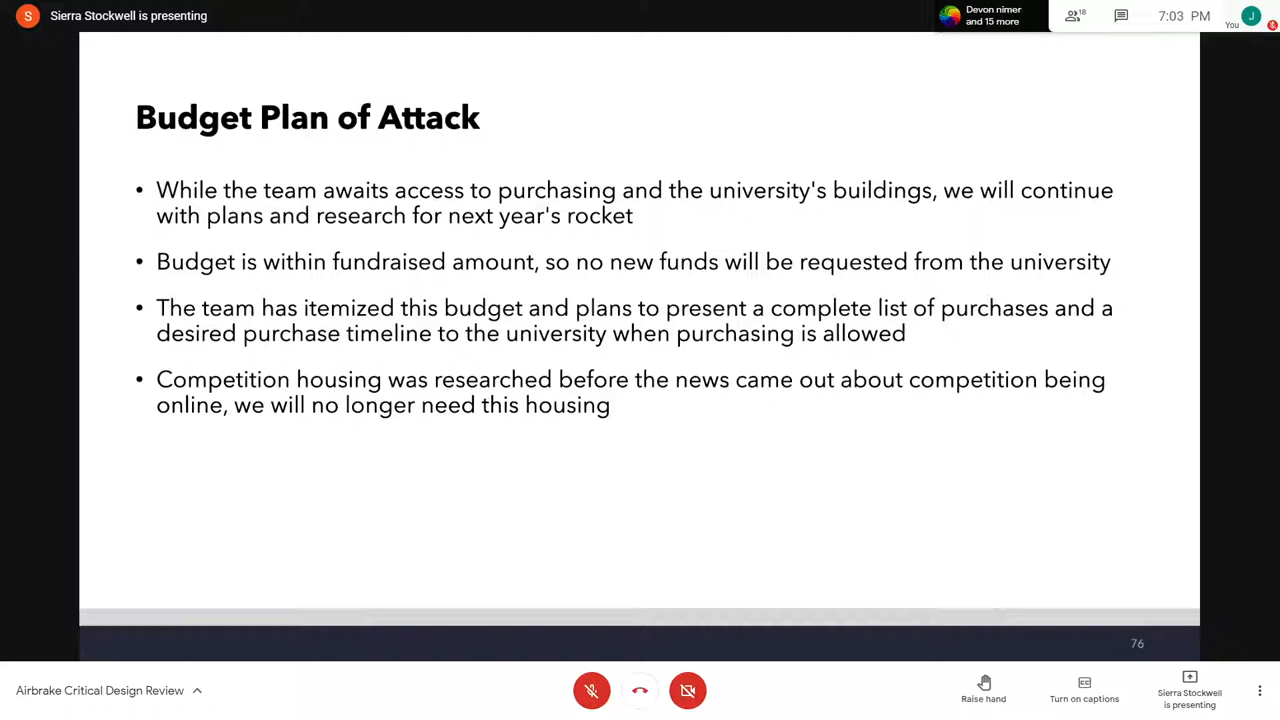 S Sierra Stockwell is presenting
Devon nimer
and 15 more
18
7:03 PM
You
J
Budget Plan of Attack
• While the team awaits access to purchasing and the university's buildings, we will continue
with plans and research for next year's rocket
• Budget is within fundraised amount, so no new funds will be requested from the university
• The team has itemized this budget and plans to present a complete list of purchases and a
desired purchase timeline to the university when purchasing is allowed
• Competition housing was researched before the news came out about competition being
online, we will no longer need this housing
76
Airbrake Critical Design Review
Raise hand
Turn on captions
Sierra Stockwell
is presenting